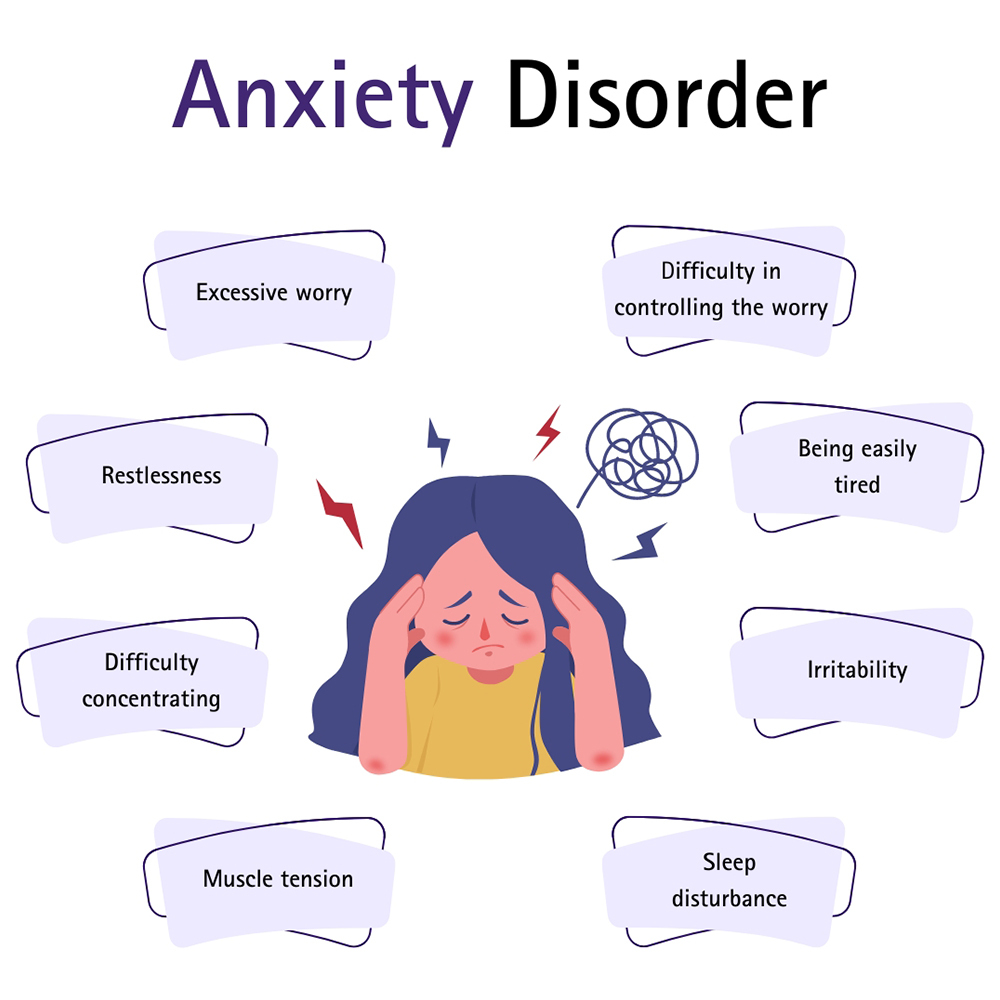 Anxiety Disorder
Excessive worry
Difficulty in
controlling the worry
Restlessness
Being easily
tired
Difficulty
concentrating
Irritability
Muscle tension
Sleep
disturbance